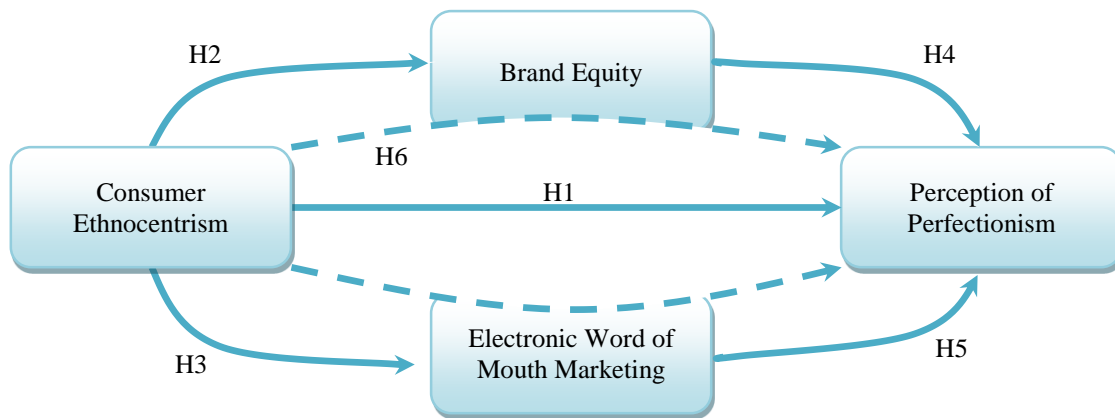 H2
Brand Equity
H4
H6
Consumer
Ethnocentrism
H1
Perception of
Perfectionism
H3
Electronic Word of
Mouth Marketing
H5